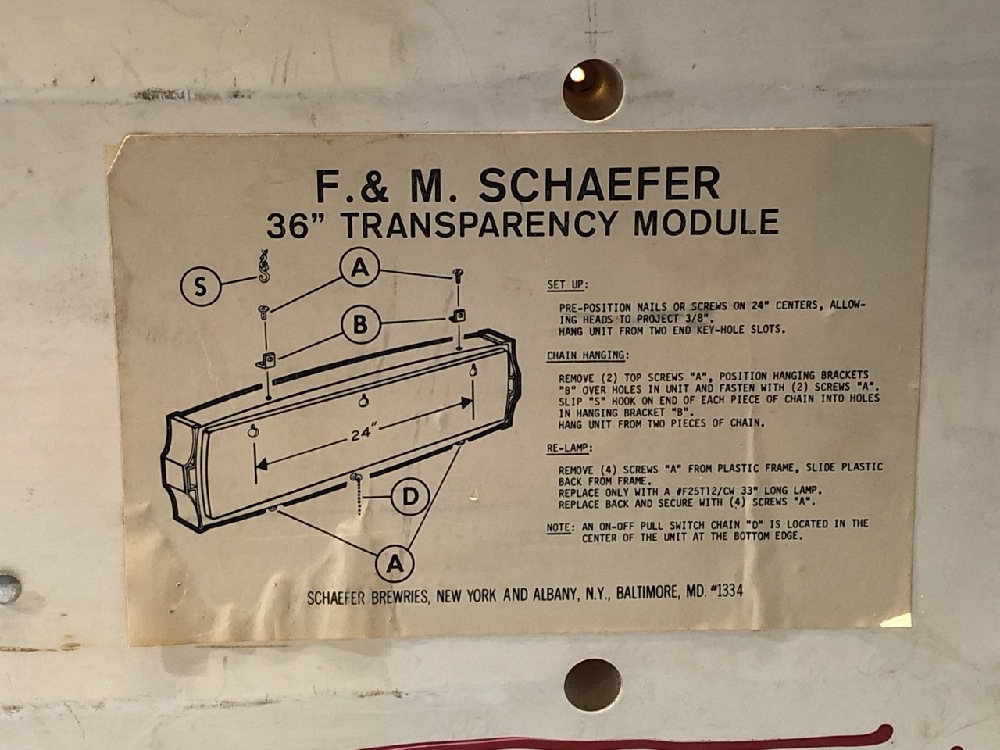 F. & M. SCHAEFER
36" TRANSPARENCY MODULE
S
A
B
24"
D
A
SET UP:
PRE-POSITION NAILS OR SCREWS ON 24" CENTERS, ALLOW-
ING HEADS TO PROJECT 3/8".
HANG UNIT FROM TWO END KEY-HOLE SLOTS.
CHAIN HANGING:
REMOVE (2) TOP SCREWS "A", POSITION HANGING BRACKETS
"B" OVER HOLES IN UNIT AND FASTEN WITH (2) SCREWS "A".
SLIP "S" HOOK ON END OF EACH PIECE OF CHAIN INTO HOLES
IN HANGING BRACKET "B".
HANG UNIT FROM TWO PIECES OF CHAIN.
RE-LAMP:
REMOVE (4) SCREWS "A" FROM PLASTIC FRAME, SLIDE PLASTIC
BACK FROM FRAME.
REPLACE ONLY WITH A #F25T12/CW 33" LONG LAMP.
REPLACE BACK AND SECURE WITH (4) SCREWS "A".
NOTE: AN ON-OFF PULL SWITCH CHAIN "D" IS LOCATED IN THE
CENTER OF THE UNIT AT THE BOTTOM EDGE.
SCHAEFER BREWRIES, NEW YORK AND ALBANY, N.Y., BALTIMORE, MD. #1334